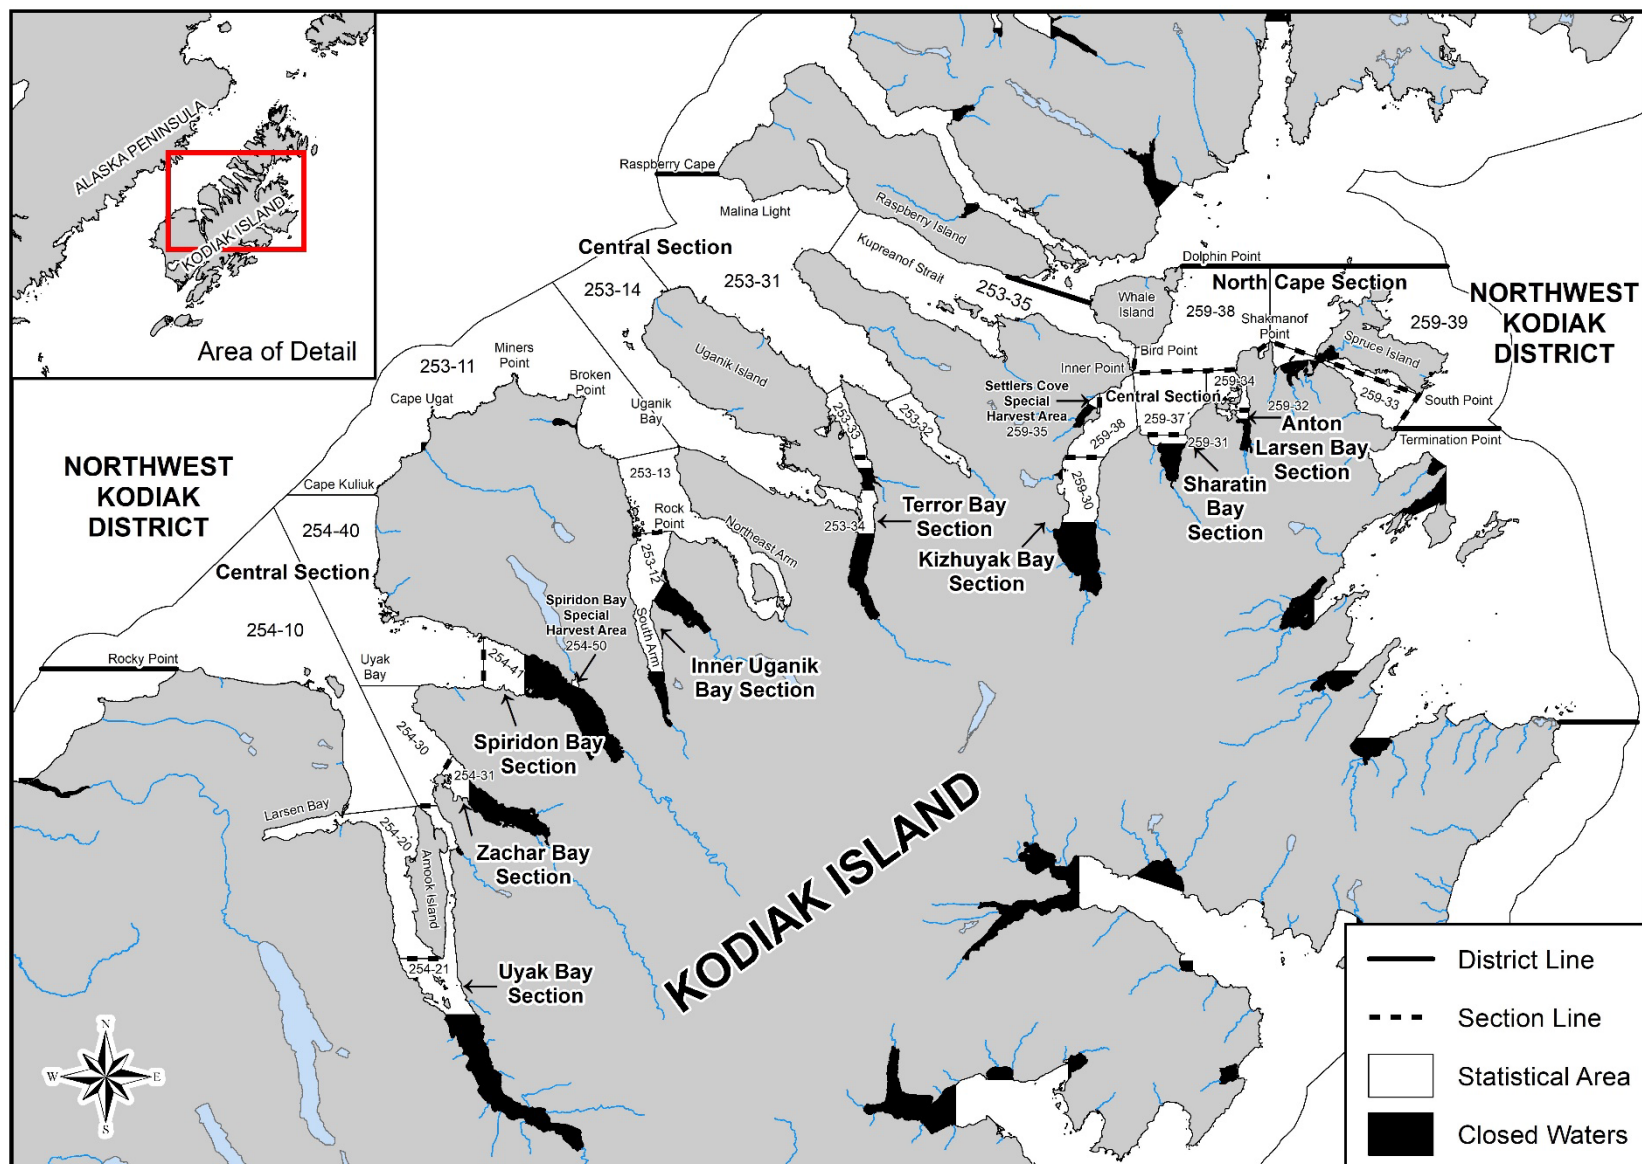 ALASKA PENINSULA
KODIAK ISLAND
Area of Detail
Raspberry Cape
Malina Light
Raspberry Island
Kupreanof Strait
Central Section
253-14
253-31
253-35
Dolphin Point
North Cape Section
Whale
Island
259-38
Shakmanof
Point
259-39
NORTHWEST
KODIAK
DISTRICT
Spruce Island
Bird Point
Inner Point
253-11
Miners
Point
Broken
Point
Cape Ugat
Uganik
Bay
Uganik Island
253-33
253-32
Settlers Cove
Special
Harvest Area
259-35
Central Section
259-34
259-37
259-38
259-32
259-33
South Point
Termination Point
259-31
Anton
Larsen Bay
Section
Sharatin
Bay
Section
NORTHWEST
KODIAK
DISTRICT
Cape Kuliuk
253-13
Rock
Point
Northeast Arm
253-34
Terror Bay
Section
259-30
Kizhuyak Bay
Section
254-40
Central Section
253-12
South Arm
Spiridon Bay
Special
Harvest Area
254-50
254-10
Rocky Point
Uyak
Bay
254-41
Inner Uganik
Bay Section
254-30
Spiridon Bay
Section
254-31
Larsen Bay
254-20
Amook Island
Zachar Bay
Section
254-21
Uyak Bay
Section
KODIAK ISLAND
N
W
E
S
District Line
Section Line
Statistical Area
Closed Waters